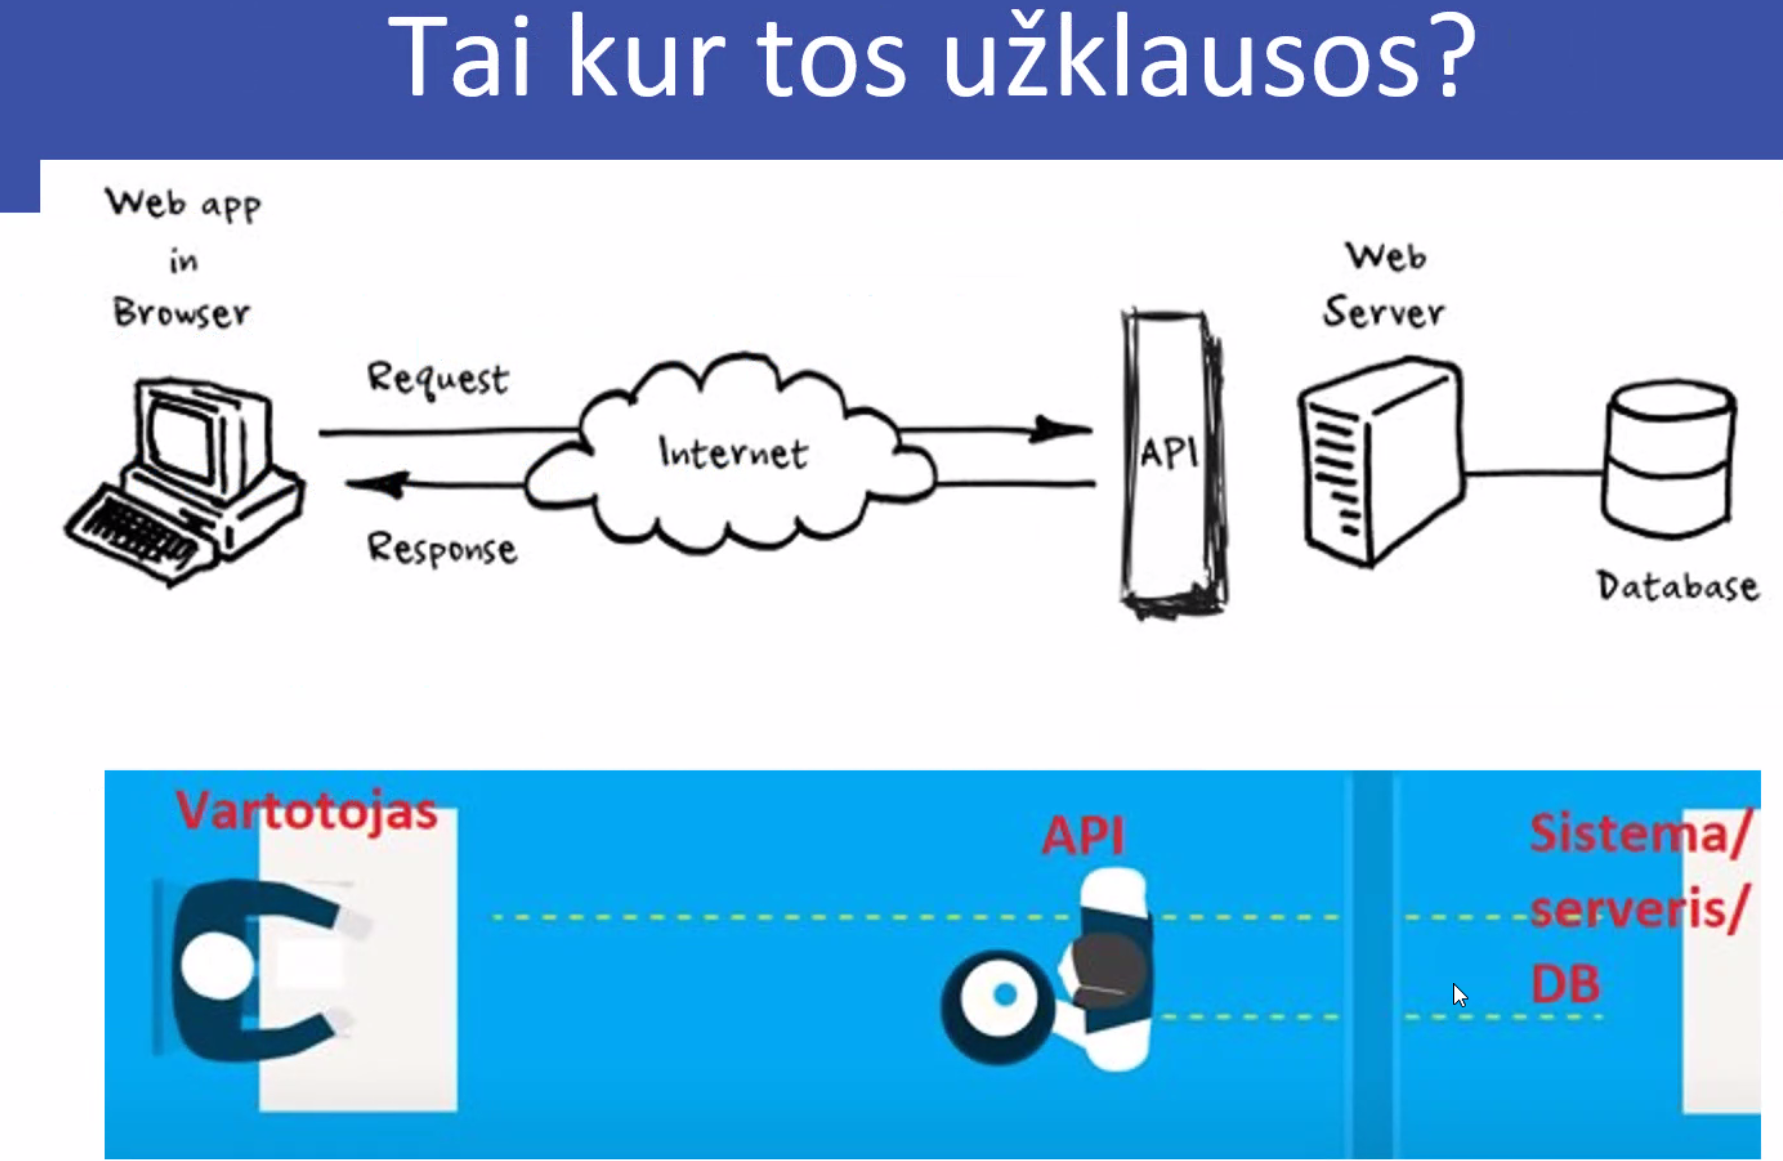 Tai kur tos užklausos?
Web app
in
Browser
Request
Internet
Response
API
Web
Server
Database
Vartotojas
API
Sistema/
serveris/
DB